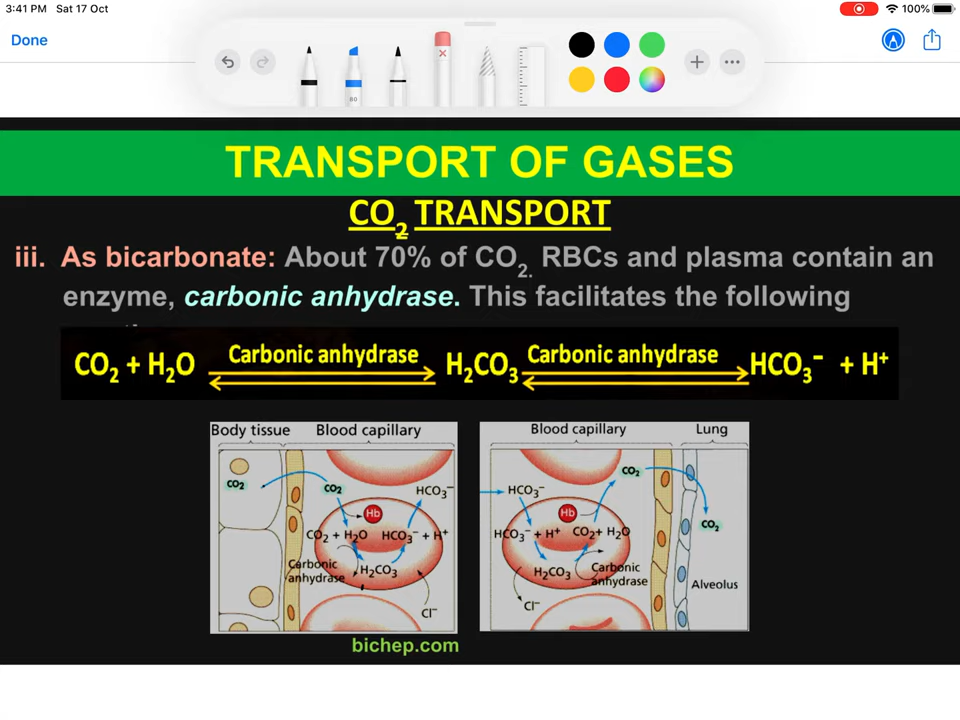 3:41 PM Sat 17 Oct
100%
Done
80
TRANSPORT OF GASES
CO₂ TRANSPORT
iii. As bicarbonate: About 70% of CO₂. RBCs and plasma contain an
enzyme, carbonic anhydrase. This facilitates the following
CO₂ + H₂O Carbonic anhydrase H₂CO₃ Carbonic anhydrase HCO₃⁻ + H⁺
Body tissue Blood capillary
CO₂
CO₂
HCO₃⁻
Hb
CO₂ + H₂O HCO₃⁻ + H⁺
Carbonic
anhydrase
H₂CO₃
Cl⁻
Blood capillary Lung
CO₂
HCO₃⁻
Hb
CO₂
HCO₃⁻ + H⁺ CO₂ + H₂O
H₂CO₃
Carbonic
anhydrase
Alveolus
Cl⁻
bichep.com